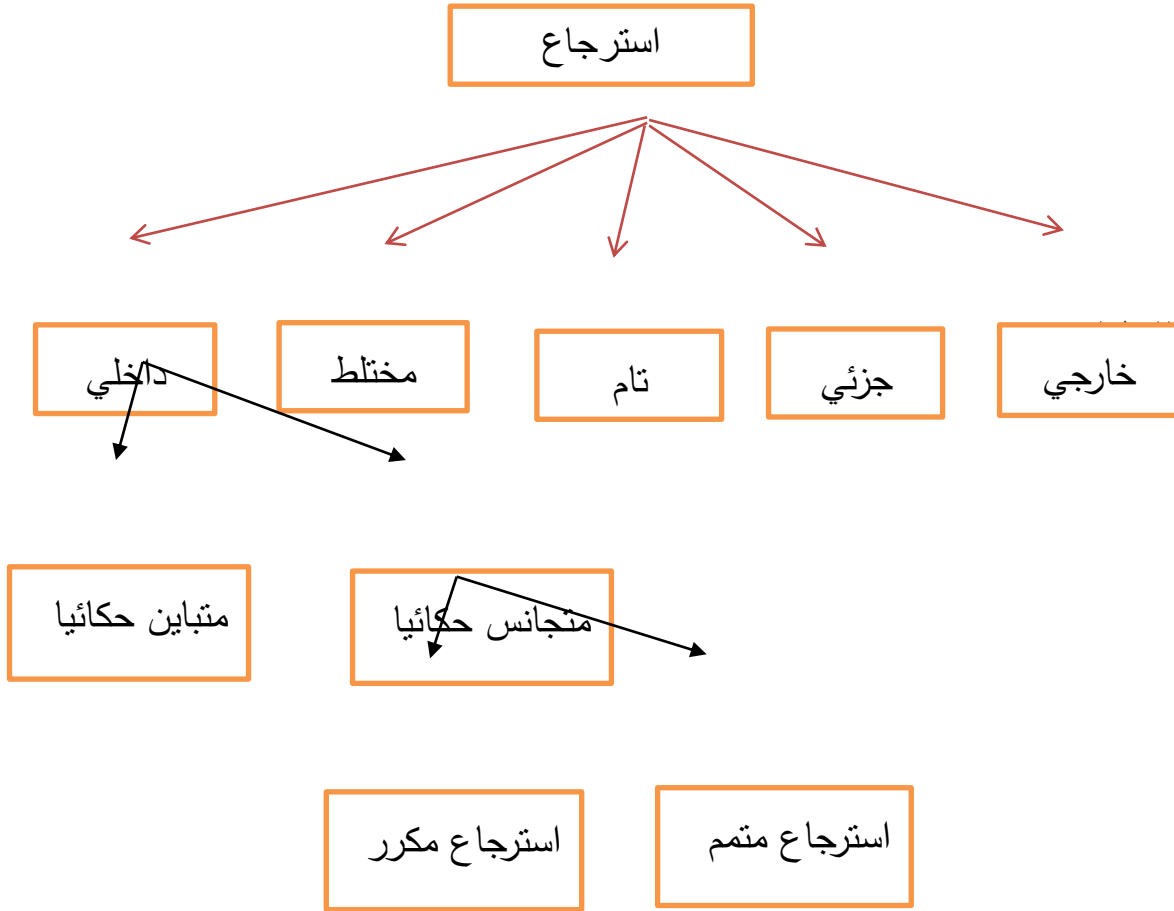 استرجاع
خارجي
جزئي
تام
مختلط
داخلي
متجانس حكائيا
متباين حكائيا
استرجاع متمم
استرجاع مكرر